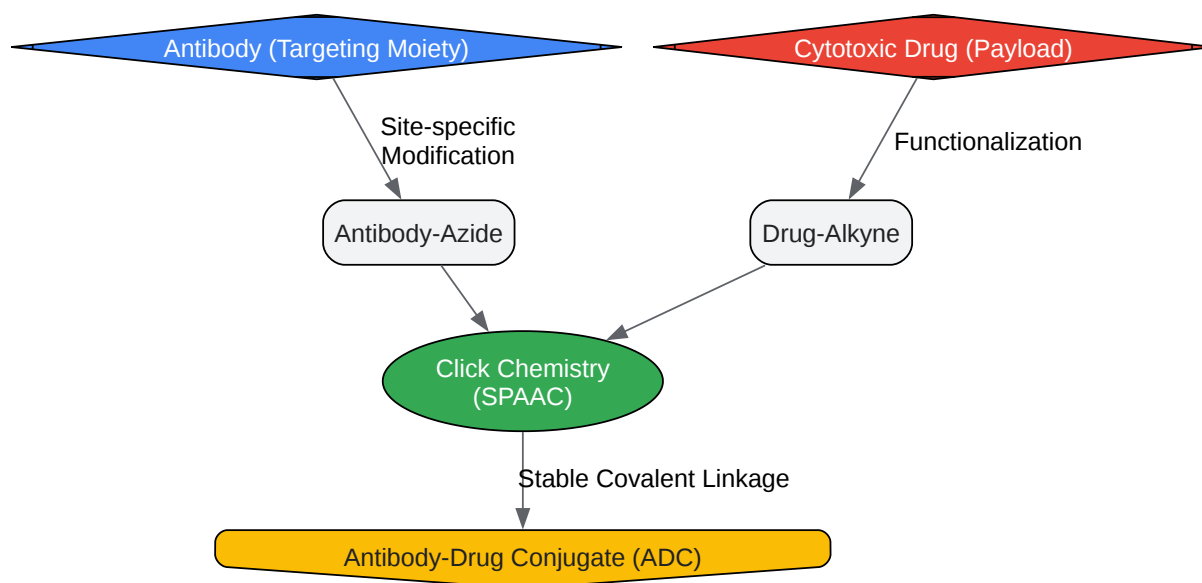 Antibody (Targeting Moiety)
Cytotoxic Drug (Payload)
Site-specific
Modification
Functionalization
Antibody-Azide
Drug-Alkyne
Click Chemistry
(SPAAC)
Stable Covalent Linkage
Antibody-Drug Conjugate (ADC)